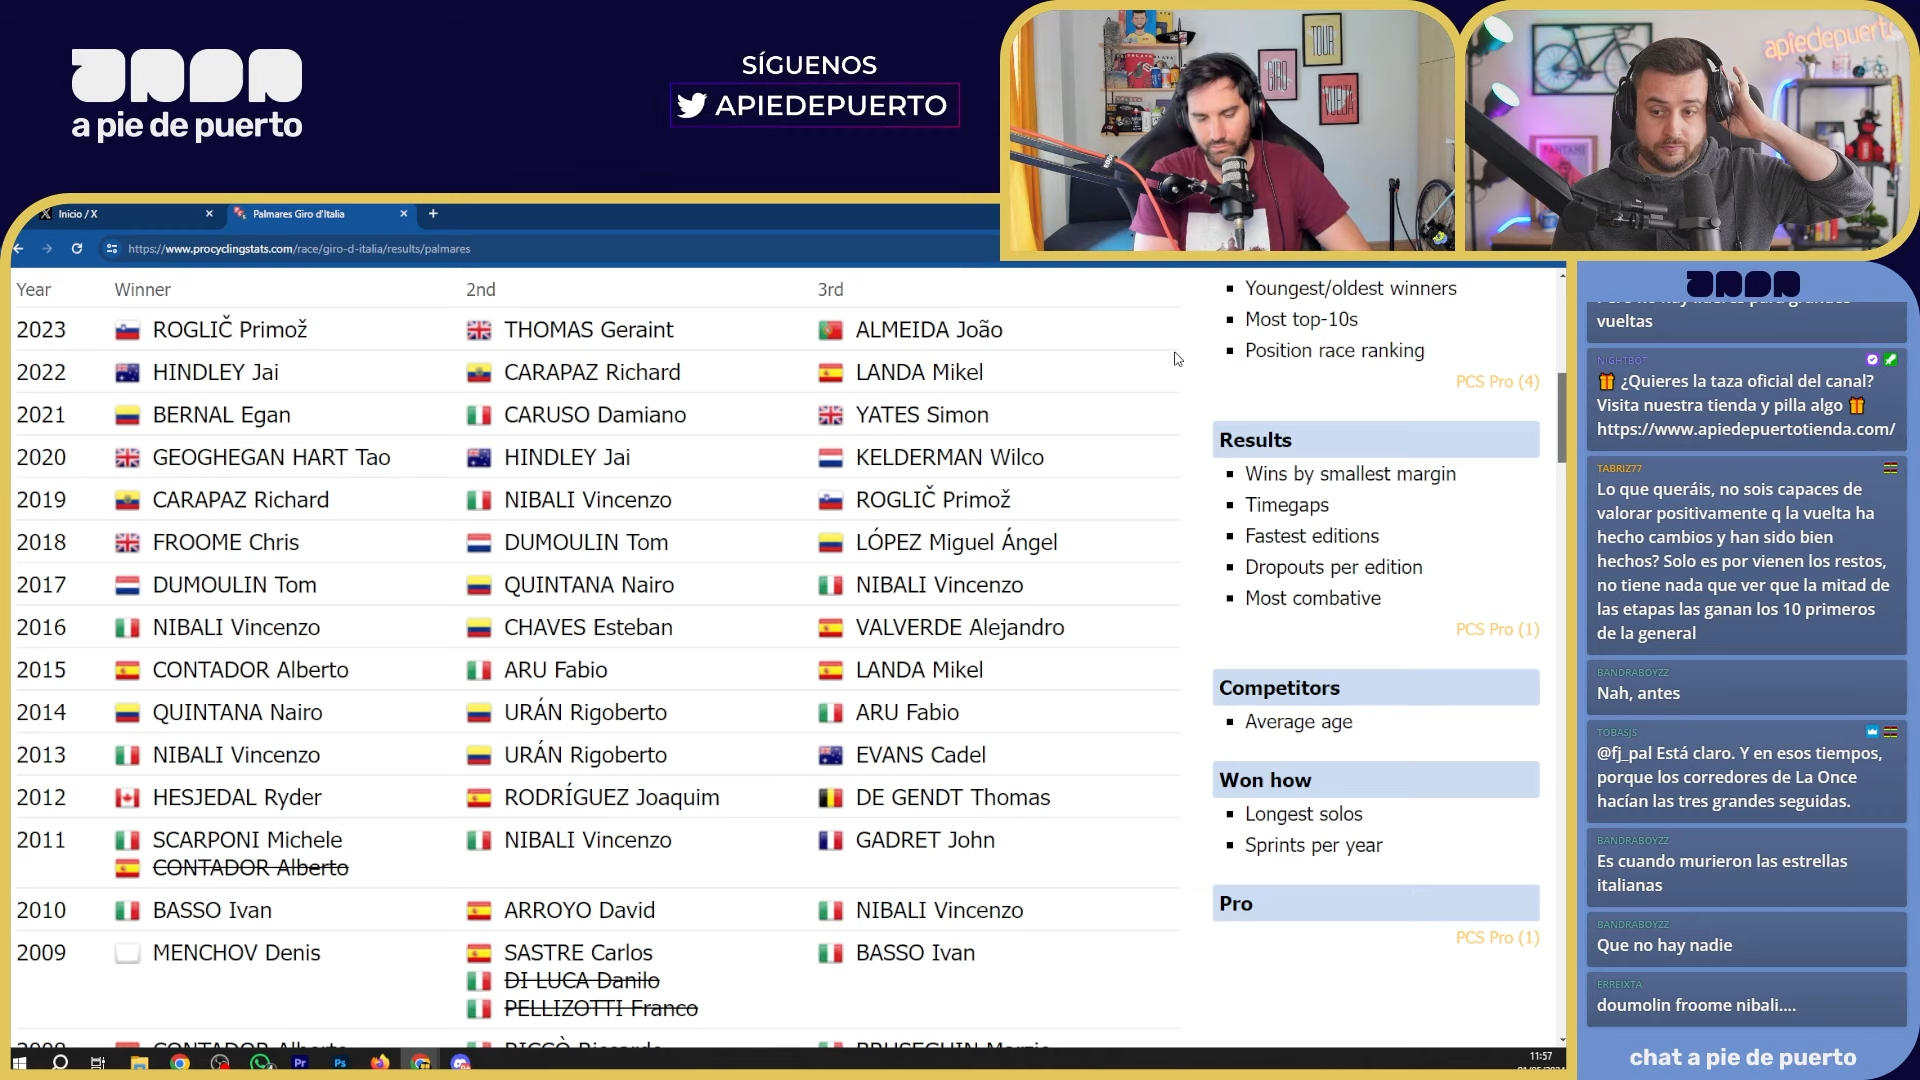 a pie de puerto
SÍGUENOS
APIEDEPUERTO
TOUR
GIRO
VUELTA
apiedepuerto
Inicio / X
Palmares Giro d'Italia
https://www.procyclingstats.com/race/giro-d-italia/results/palmares
Year Winner 2nd 3rd
2023 ROGLIČ Primož THOMAS Geraint ALMEIDA João
2022 HINDLEY Jai CARAPAZ Richard LANDA Mikel
2021 BERNAL Egan CARUSO Damiano YATES Simon
2020 GEOGHEGAN HART Tao HINDLEY Jai KELDERMAN Wilco
2019 CARAPAZ Richard NIBALI Vincenzo ROGLIČ Primož
2018 FROOME Chris DUMOULIN Tom LÓPEZ Miguel Ángel
2017 DUMOULIN Tom QUINTANA Nairo NIBALI Vincenzo
2016 NIBALI Vincenzo CHAVES Esteban VALVERDE Alejandro
2015 CONTADOR Alberto ARU Fabio LANDA Mikel
2014 QUINTANA Nairo URÁN Rigoberto ARU Fabio
2013 NIBALI Vincenzo URÁN Rigoberto EVANS Cadel
2012 HESJEDAL Ryder RODRÍGUEZ Joaquim DE GENDT Thomas
2011 SCARPONI Michele NIBALI Vincenzo GADRET John
CONTADOR Alberto
2010 BASSO Ivan ARROYO David NIBALI Vincenzo
2009 MENCHOV Denis SASTRE Carlos BASSO Ivan
DI LUCA Danilo
PELLIZOTTI Franco
Youngest/oldest winners
Most top-10s
Position race ranking
PCS Pro (4)
Results
Wins by smallest margin
Timegaps
Fastest editions
Dropouts per edition
Most combative
PCS Pro (1)
Competitors
Average age
Won how
Longest solos
Sprints per year
Pro
PCS Pro (1)
11:57
vueltas
NIGHTBOT
¿Quieres la taza oficial del canal?
Visita nuestra tienda y pilla algo
https://www.apiedepuertotienda.com/
TABRIZ77
Lo que queráis, no sois capaces de
valorar positivamente q la vuelta ha
hecho cambios y han sido bien
hechos? Solo es por vienen los restos,
no tiene nada que ver que la mitad de
las etapas las ganan los 10 primeros
de la general
BANDRABOYZZ
Nah, antes
TOBASJS
@fj_pal Está claro. Y en esos tiempos,
porque los corredores de La Once
hacían las tres grandes seguidas.
BANDRABOYZZ
Es cuando murieron las estrellas
italianas
BANDRABOYZZ
Que no hay nadie
ERREIXTA
doumolin froome nibali....
chat a pie de puerto